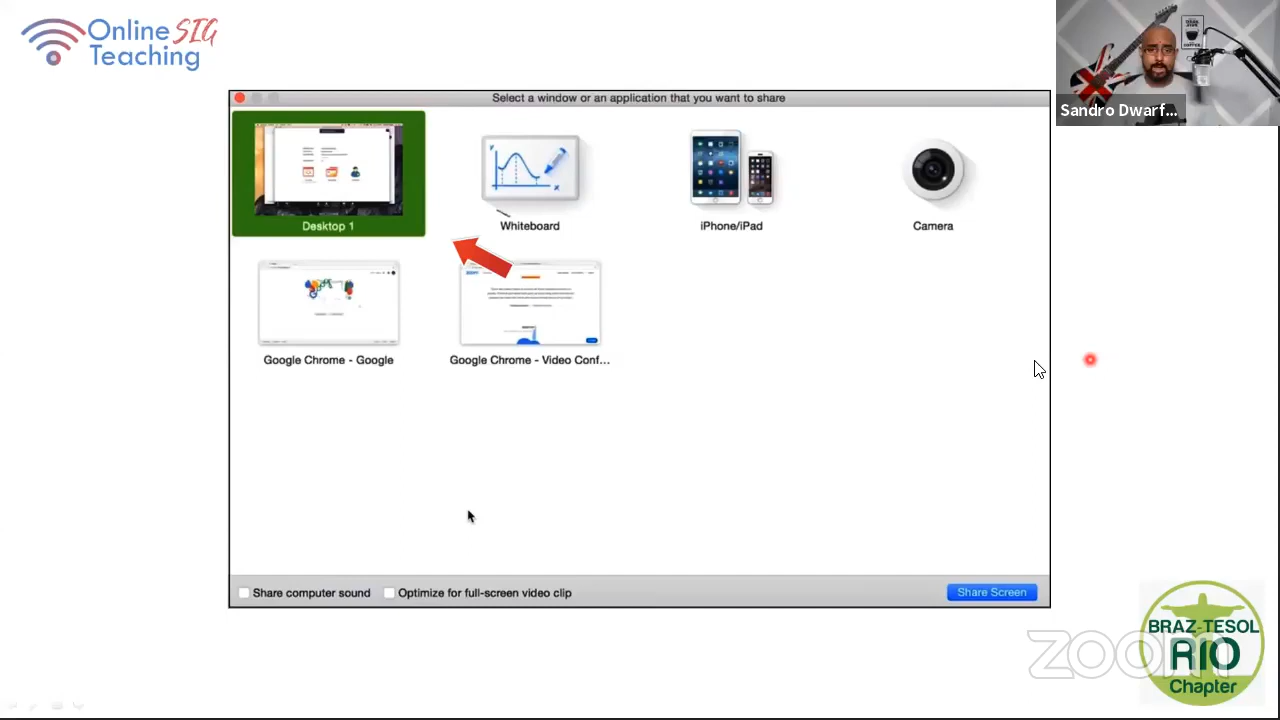 Online SIG
Teaching
Sandro Dwarf...
Select a window or an application that you want to share
Desktop 1
Whiteboard
iPhone/iPad
Camera
Google Chrome - Google
Google Chrome - Video Conf...
Share computer sound
Optimize for full-screen video clip
Share Screen
zoom
BRAZ-TESOL
RIO
Chapter